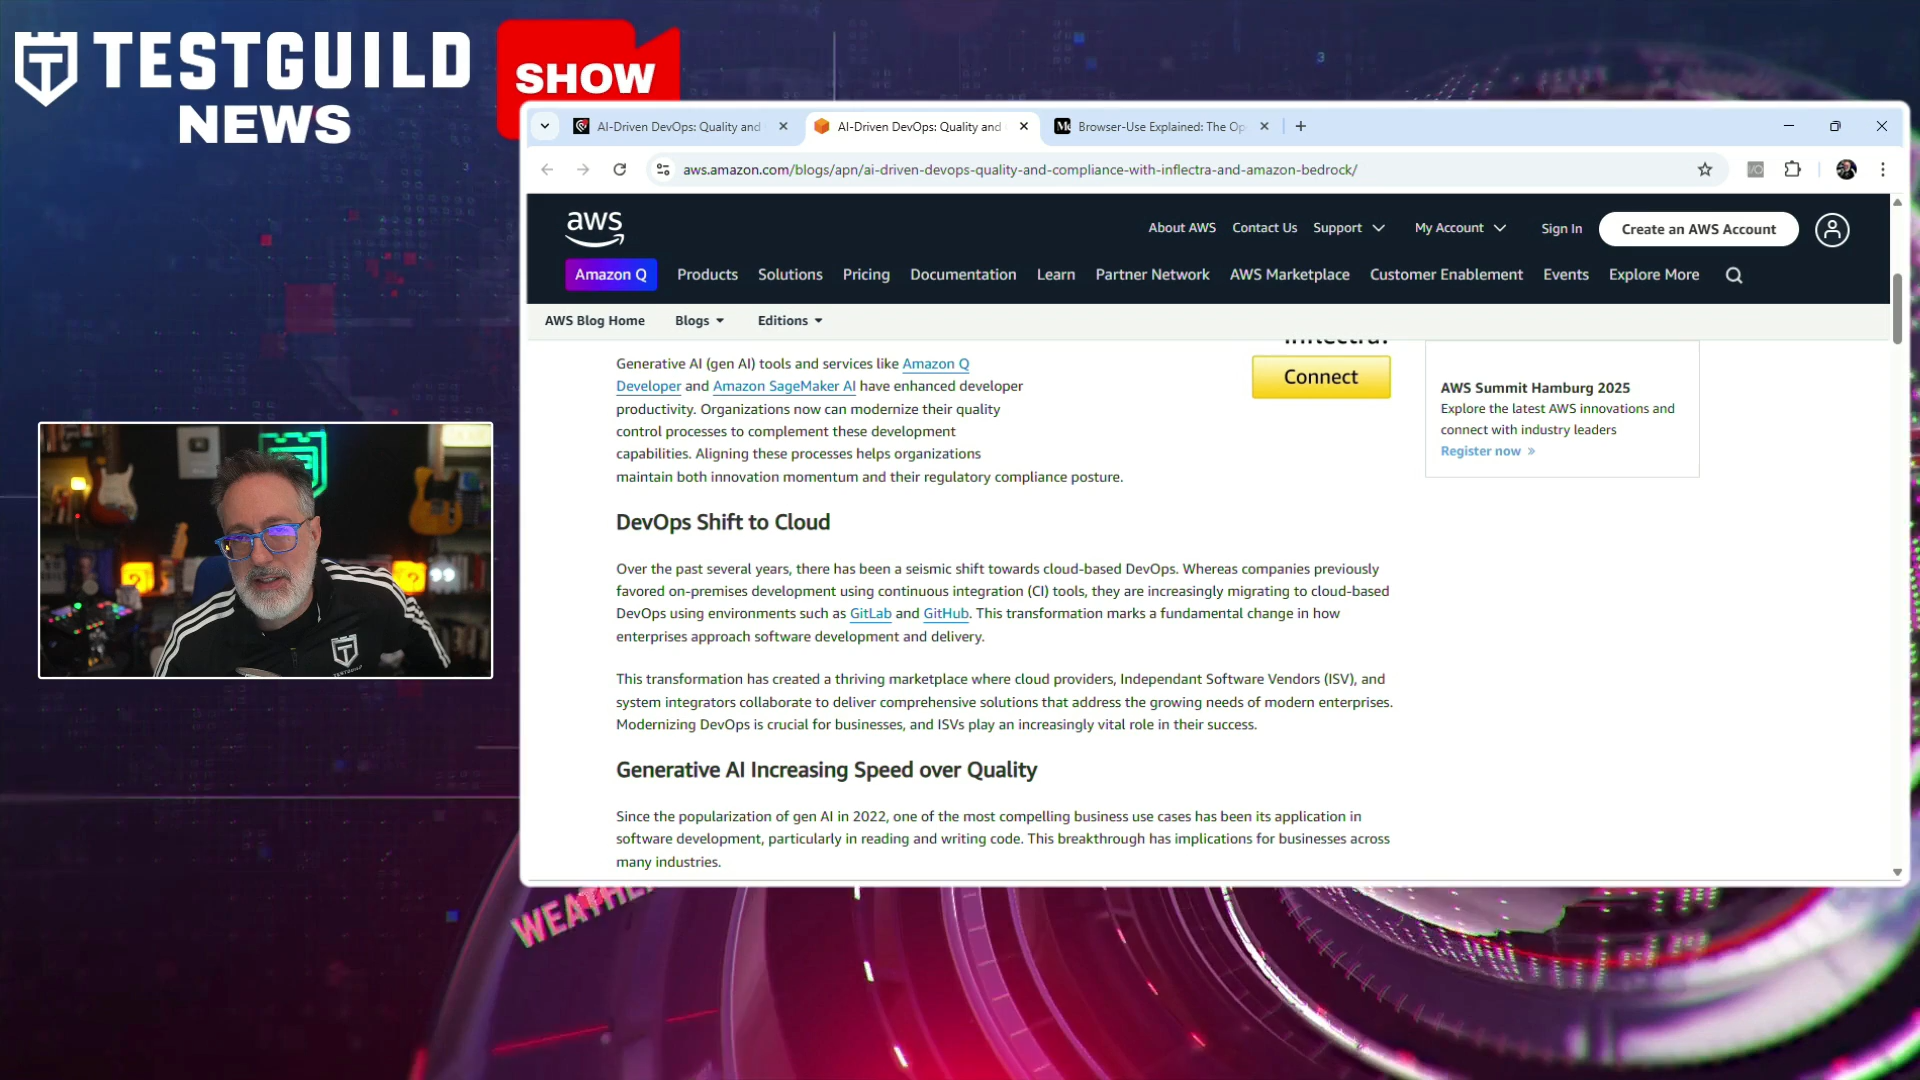 TESTGUILD
NEWS
SHOW
AI-Driven DevOps: Quality and
AI-Driven DevOps: Quality and
Browser-Use Explained: The Op
aws.amazon.com/blogs/apn/ai-driven-devops-quality-and-compliance-with-inflectra-and-amazon-bedrock/
aws
About AWS Contact Us Support My Account Sign In Create an AWS Account
Amazon Q Products Solutions Pricing Documentation Learn Partner Network AWS Marketplace Customer Enablement Events Explore More
AWS Blog Home Blogs Editions
Generative AI (gen AI) tools and services like Amazon Q
Developer and Amazon SageMaker AI have enhanced developer
productivity. Organizations now can modernize their quality
control processes to complement these development
capabilities. Aligning these processes helps organizations
maintain both innovation momentum and their regulatory compliance posture.
Connect
AWS Summit Hamburg 2025
Explore the latest AWS innovations and
connect with industry leaders
Register now »
DevOps Shift to Cloud
Over the past several years, there has been a seismic shift towards cloud-based DevOps. Whereas companies previously
favored on-premises development using continuous integration (CI) tools, they are increasingly migrating to cloud-based
DevOps using environments such as GitLab and GitHub. This transformation marks a fundamental change in how
enterprises approach software development and delivery.
This transformation has created a thriving marketplace where cloud providers, Independant Software Vendors (ISV), and
system integrators collaborate to deliver comprehensive solutions that address the growing needs of modern enterprises.
Modernizing DevOps is crucial for businesses, and ISVs play an increasingly vital role in their success.
Generative AI Increasing Speed over Quality
Since the popularization of gen AI in 2022, one of the most compelling business use cases has been its application in
software development, particularly in reading and writing code. This breakthrough has implications for businesses across
many industries.
TESTGUILD